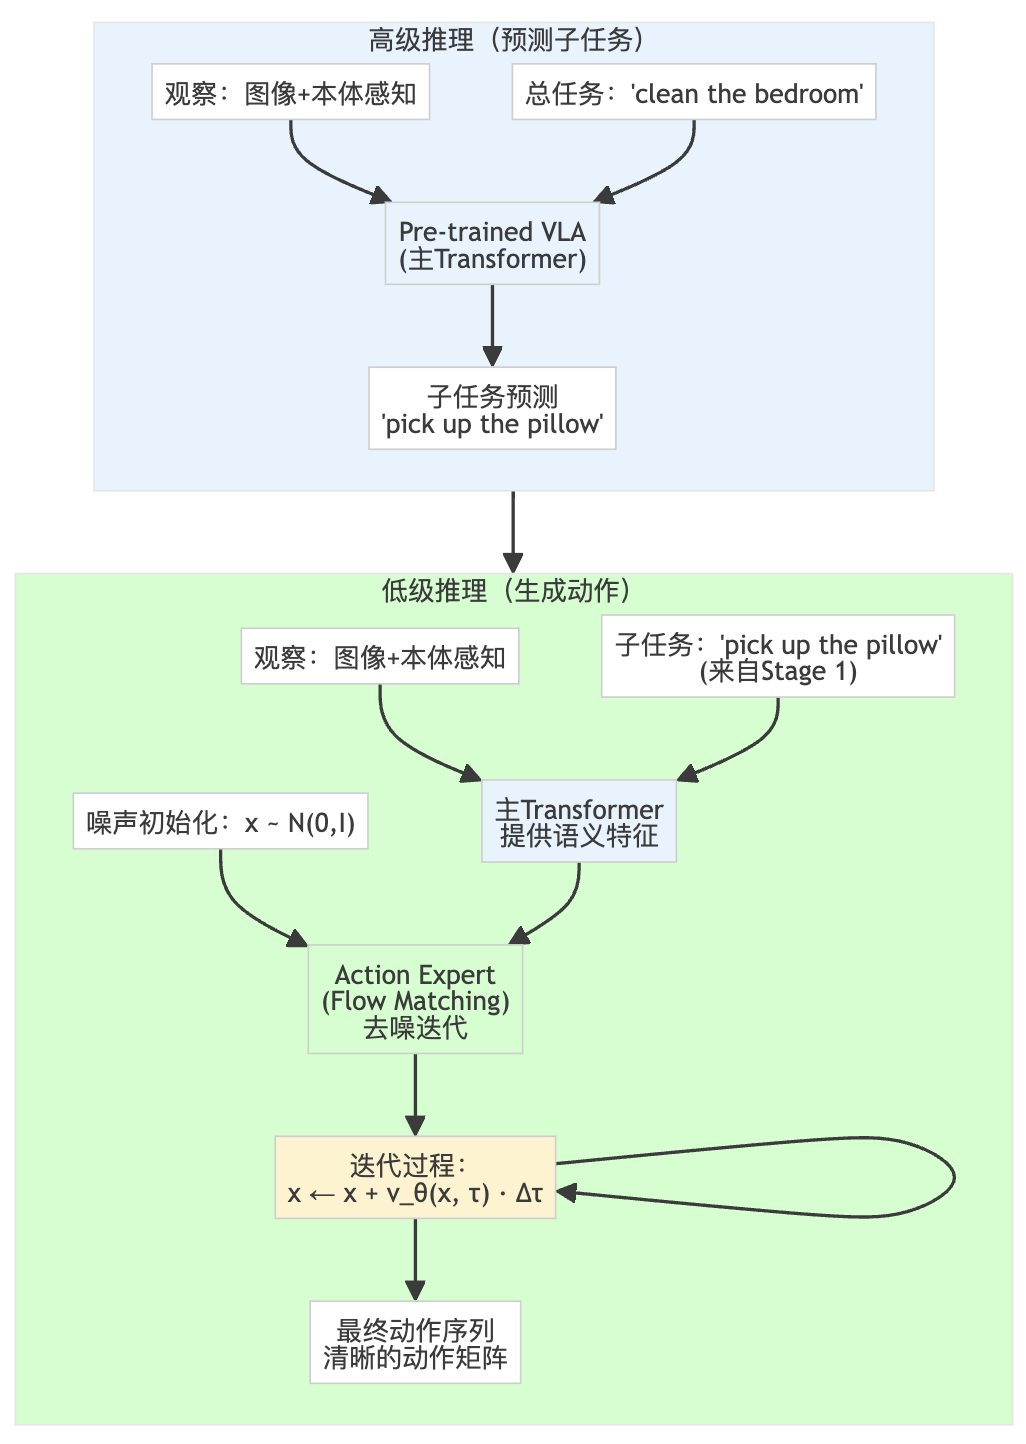 高级推理（预测子任务）
观察：图像+本体感知
总任务：'clean the bedroom'
Pre-trained VLA
(主Transformer)
子任务预测
'pick up the pillow'
低级推理（生成动作）
观察：图像+本体感知
子任务：'pick up the pillow'
(来自Stage 1)
主Transformer
提供语义特征
噪声初始化：x ~ N(0,I)
Action Expert
(Flow Matching)
去噪迭代
迭代过程：
x ← x + v_θ(x, τ) · Δτ
最终动作序列
清晰的动作矩阵